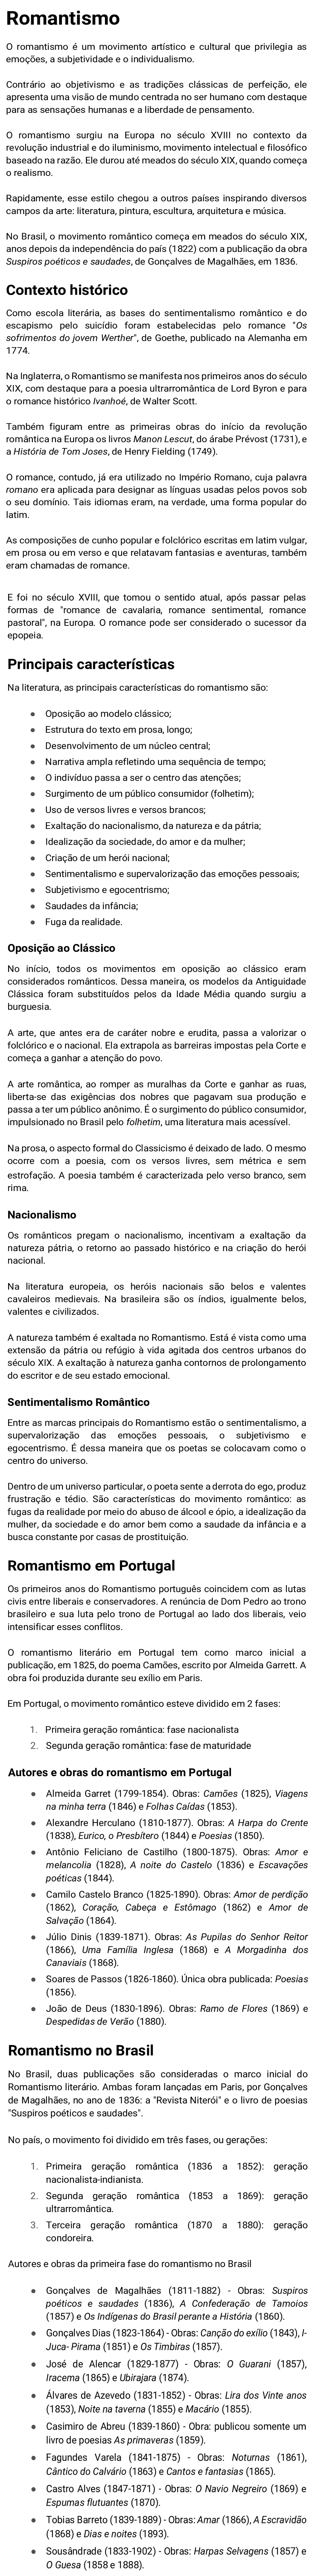 Romantismo
O romantismo é um movimento artístico e cultural que privilegia as
emoções, a subjetividade e o individualismo.
Contrário ao objetivismo e as tradições clássicas de perfeição, ele
apresenta uma visão de mundo centrada no ser humano com destaque
para as sensações humanas e a liberdade de pensamento.
O romantismo surgiu na Europa no século XVIII no contexto da
revolução industrial e do iluminismo, movimento intelectual e filosófico
baseado na razão. Ele durou até meados do século XIX, quando começa
o realismo.
Rapidamente, esse estilo chegou a outros países inspirando diversos
campos da arte: literatura, pintura, escultura, arquitetura e música.
No Brasil, o movimento romântico começa em meados do século XIX,
anos depois da independência do país (1822) com a publicação da obra
Suspiros poéticos e saudades, de Gonçalves de Magalhães, em 1836.
Contexto histórico
Como escola literária, as bases do sentimentalismo romântico e do
escapismo pelo suicídio foram estabelecidas pelo romance "Os
sofrimentos do jovem Werther", de Goethe, publicado na Alemanha em
1774.
Na Inglaterra, o Romantismo se manifesta nos primeiros anos do século
XIX, com destaque para a poesia ultrarromântica de Lord Byron e para
o romance histórico Ivanhoé, de Walter Scott.
Também figuram entre as primeiras obras do início da revolução
romântica na Europa os livros Manon Lescut, do árabe Prévost (1731), e
a História de Tom Joses, de Henry Fielding (1749).
O romance, contudo, já era utilizado no Império Romano, cuja palavra
romano era aplicada para designar as línguas usadas pelos povos sob
o seu domínio. Tais idiomas eram, na verdade, uma forma popular do
latim.
As composições de cunho popular e folclórico escritas em latim vulgar,
em prosa ou em verso e que relatavam fantasias e aventuras, também
eram chamadas de romance.
E foi no século XVIII, que tomou o sentido atual, após passar pelas
formas de "romance de cavalaria, romance sentimental, romance
pastoral", na Europa. O romance pode ser considerado o sucessor da
epopeia.
Principais características
Na literatura, as principais características do romantismo são:
● Oposição ao modelo clássico;
● Estrutura do texto em prosa, longo;
● Desenvolvimento de um núcleo central;
● Narrativa ampla refletindo uma sequência de tempo;
● O indivíduo passa a ser o centro das atenções;
● Surgimento de um público consumidor (folhetim);
● Uso de versos livres e versos brancos;
● Exaltação do nacionalismo, da natureza e da pátria;
● Idealização da sociedade, do amor e da mulher;
● Criação de um herói nacional;
● Sentimentalismo e supervalorização das emoções pessoais;
● Subjetivismo e egocentrismo;
● Saudades da infância;
● Fuga da realidade.
Oposição ao Clássico
No início, todos os movimentos em oposição ao clássico eram
considerados românticos. Dessa maneira, os modelos da Antiguidade
Clássica foram substituídos pelos da Idade Média quando surgiu a
burguesia.
A arte, que antes era de caráter nobre e erudita, passa a valorizar o
folclórico e o nacional. Ela extrapola as barreiras impostas pela Corte e
começa a ganhar a atenção do povo.
A arte romântica, ao romper as muralhas da Corte e ganhar as ruas,
liberta-se das exigências dos nobres que pagavam sua produção e
passa a ter um público anônimo. É o surgimento do público consumidor,
impulsionado no Brasil pelo folhetim, uma literatura mais acessível.
Na prosa, o aspecto formal do Classicismo é deixado de lado. O mesmo
ocorre com a poesia, com os versos livres, sem métrica e sem
estrofação. A poesia também é caracterizada pelo verso branco, sem
rima.
Nacionalismo
Os românticos pregam o nacionalismo, incentivam a exaltação da
natureza pátria, o retorno ao passado histórico e na criação do herói
nacional.
Na literatura europeia, os heróis nacionais são belos e valentes
cavaleiros medievais. Na brasileira são os índios, igualmente belos,
valentes e civilizados.
A natureza também é exaltada no Romantismo. Está é vista como uma
extensão da pátria ou refúgio à vida agitada dos centros urbanos do
século XIX. A exaltação à natureza ganha contornos de prolongamento
do escritor e de seu estado emocional.
Sentimentalismo Romântico
Entre as marcas principais do Romantismo estão o sentimentalismo, a
supervalorização das emoções pessoais, o subjetivismo e
egocentrismo. É dessa maneira que os poetas se colocavam como o
centro do universo.
Dentro de um universo particular, o poeta sente a derrota do ego, produz
frustração e tédio. São características do movimento romântico: as
fugas da realidade por meio do abuso de álcool e ópio, a idealização da
mulher, da sociedade e do amor bem como a saudade da infância e a
busca constante por casas de prostituição.
Romantismo em Portugal
Os primeiros anos do Romantismo português coincidem com as lutas
civis entre liberais e conservadores. A renúncia de Dom Pedro ao trono
brasileiro e sua luta pelo trono de Portugal ao lado dos liberais, veio
intensificar esses conflitos.
O romantismo literário em Portugal tem como marco inicial a
publicação, em 1825, do poema Camões, escrito por Almeida Garrett. A
obra foi produzida durante seu exílio em Paris.
Em Portugal, o movimento romântico esteve dividido em 2 fases:
1. Primeira geração romântica: fase nacionalista
2. Segunda geração romântica: fase de maturidade
Autores e obras do romantismo em Portugal
● Almeida Garret (1799-1854). Obras: Camões (1825), Viagens
na minha terra (1846) e Folhas Caídas (1853).
● Alexandre Herculano (1810-1877). Obras: A Harpa do Crente
(1838), Eurico, o Presbítero (1844) e Poesias (1850).
● Antônio Feliciano de Castilho (1800-1875). Obras: Amor e
melancolia (1828), A noite do Castelo (1836) e Escavações
poéticas (1844).
● Camilo Castelo Branco (1825-1890). Obras: Amor de perdição
(1862), Coração, Cabeça e Estômago (1862) e Amor de
Salvação (1864).
● Júlio Dinis (1839-1871). Obras: As Pupilas do Senhor Reitor
(1866), Uma Família Inglesa (1868) e A Morgadinha dos
Canaviais (1868).
● Soares de Passos (1826-1860). Única obra publicada: Poesias
(1856).
● João de Deus (1830-1896). Obras: Ramo de Flores (1869) e
Despedidas de Verão (1880).
Romantismo no Brasil
No Brasil, duas publicações são consideradas o marco inicial do
Romantismo literário. Ambas foram lançadas em Paris, por Gonçalves
de Magalhães, no ano de 1836: a "Revista Niterói" e o livro de poesias
"Suspiros poéticos e saudades".
No país, o movimento foi dividido em três fases, ou gerações:
1. Primeira geração romântica (1836 a 1852): geração
nacionalista-indianista.
2. Segunda geração romântica (1853 a 1869): geração
ultrarromântica.
3. Terceira geração romântica (1870 a 1880): geração
condoreira.
Autores e obras da primeira fase do romantismo no Brasil
● Gonçalves de Magalhães (1811-1882) - Obras: Suspiros
poéticos e saudades (1836), A Confederação de Tamoios
(1857) e Os Indígenas do Brasil perante a História (1860).
● Gonçalves Dias (1823-1864) - Obras: Canção do exílio (1843), I-
Juca- Pirama (1851) e Os Timbiras (1857).
● José de Alencar (1829-1877) - Obras: O Guarani (1857),
Iracema (1865) e Ubirajara (1874).
● Álvares de Azevedo (1831-1852) - Obras: Lira dos Vinte anos
(1853), Noite na taverna (1855) e Macário (1855).
● Casimiro de Abreu (1839-1860) - Obra: publicou somente um
livro de poesias As primaveras (1859).
● Fagundes Varela (1841-1875) - Obras: Noturnas (1861),
Cântico do Calvário (1863) e Cantos e fantasias (1865).
● Castro Alves (1847-1871) - Obras: O Navio Negreiro (1869) e
Espumas flutuantes (1870).
● Tobias Barreto (1839-1889) - Obras: Amar (1866), A Escravidão
(1868) e Dias e noites (1893).
● Sousândrade (1833-1902) - Obras: Harpas Selvagens (1857) e
O Guesa (1858 e 1888).